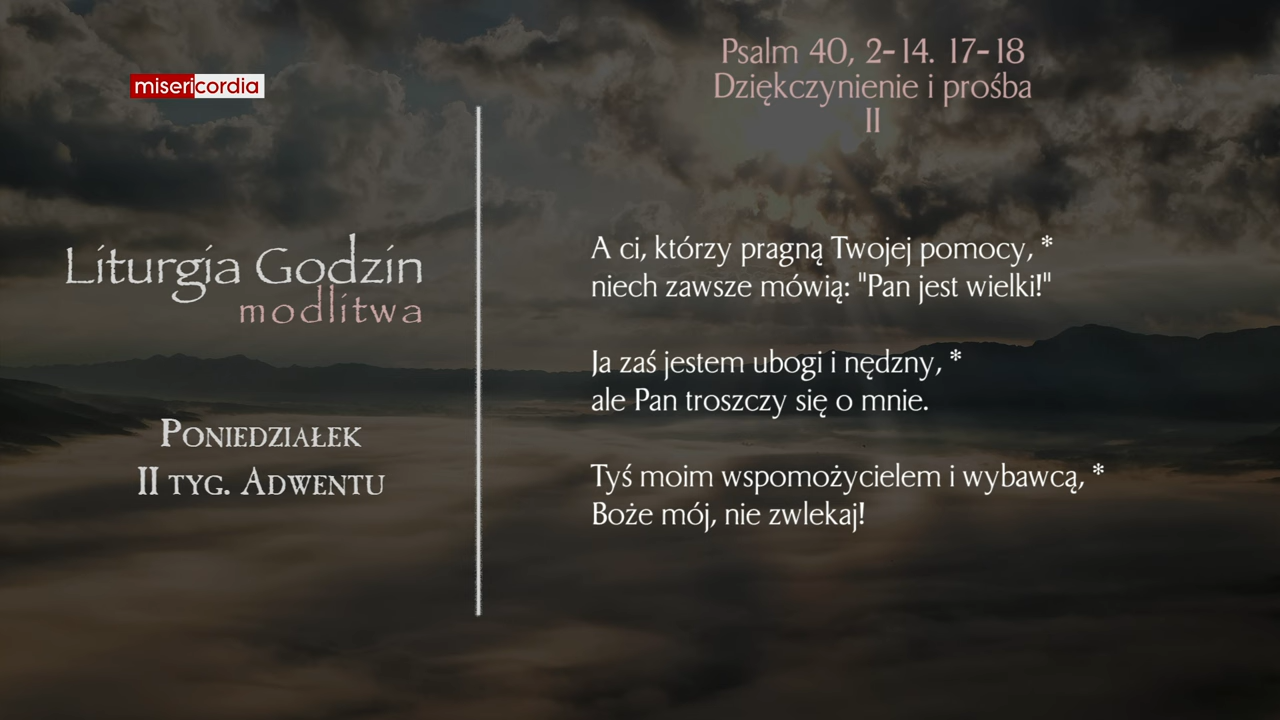 misericordia
Liturgia Godzin
modlitwa
Poniedziałek
II tyg. Adwentu
Psalm 40, 2-14. 17-18
Dziękczynienie i prośba
II
A ci, którzy pragną Twojej pomocy, *
niech zawsze mówią: "Pan jest wielki!"
Ja zaś jestem ubogi i nędzny, *
ale Pan troszczy się o mnie.
Tyś moim wspomożycielem i wybawcą, *
Boże mój, nie zwlekaj!